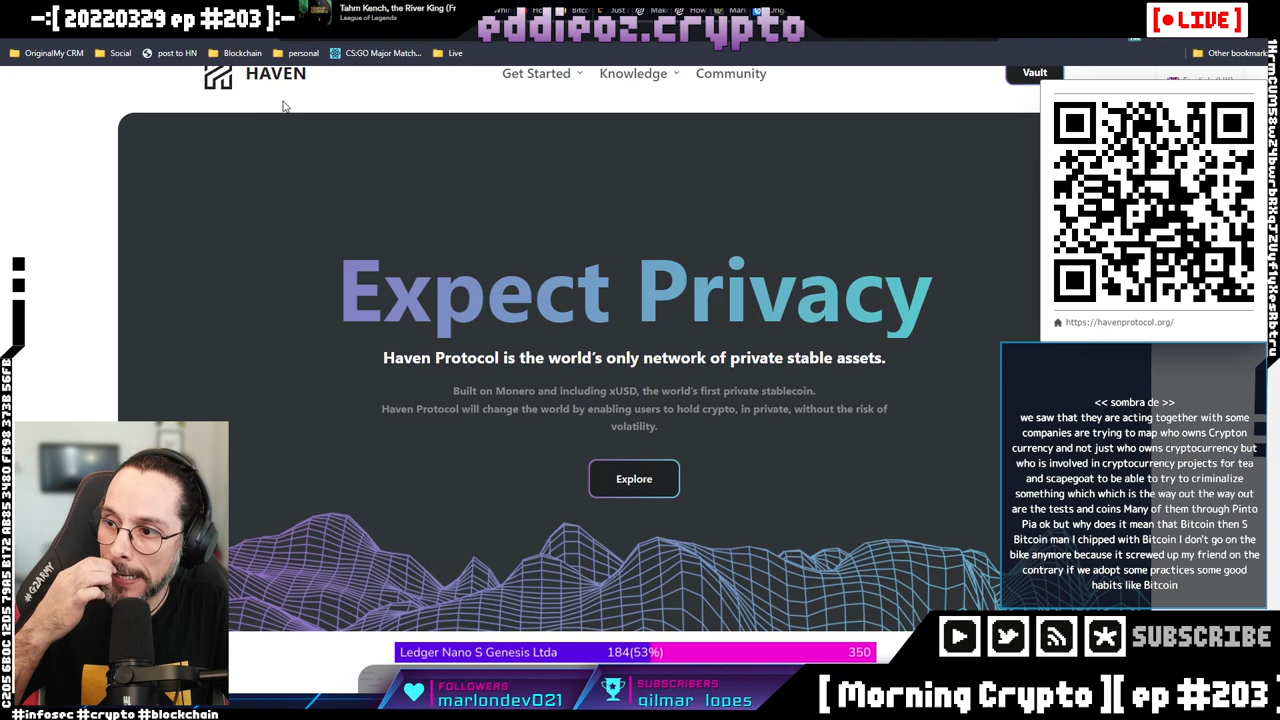 -:[ 20220329 ep #203 ]:-
Tahm Kench, the River King (Fr
League of Legends
eddieoz.crypto
[ LIVE ]
OriginalMy CRM
Social
post to HN
Blockchain
personal
CS:GO Major Match...
Live
Other bookmark
HAVEN
Get Started
Knowledge
Community
Vault
Expect Privacy
Haven Protocol is the world's only network of private stable assets.
Built on Monero and including xUSD, the world's first private stablecoin.
Haven Protocol will change the world by enabling users to hold crypto, in private, without the risk of
volatility.
Explore
https://havenprotocol.org/
<< sombra de >>
we saw that they are acting together with some
companies are trying to map who owns Crypton
currency and not just who owns cryptocurrency but
who is involved in cryptocurrency projects for tea
and scapegoat to be able to try to criminalize
something which which is the way out the way out
are the tests and coins Many of them through Pinto
Pia ok but why does it mean that Bitcoin then S
Bitcoin man I chipped with Bitcoin I don't go on the
bike anymore because it screwed up my friend on the
contrary if we adopt some practices some good
habits like Bitcoin
#G2ARMY
Ledger Nano S Genesis Ltda
184(53%)
350
FOLLOWERS
marlondev021
SUBSCRIBERS
gilmar_lopes
SUBSCRIBE
[ Morning Crypto ][ ep #203 ]
#infosec #crypto #blockchain